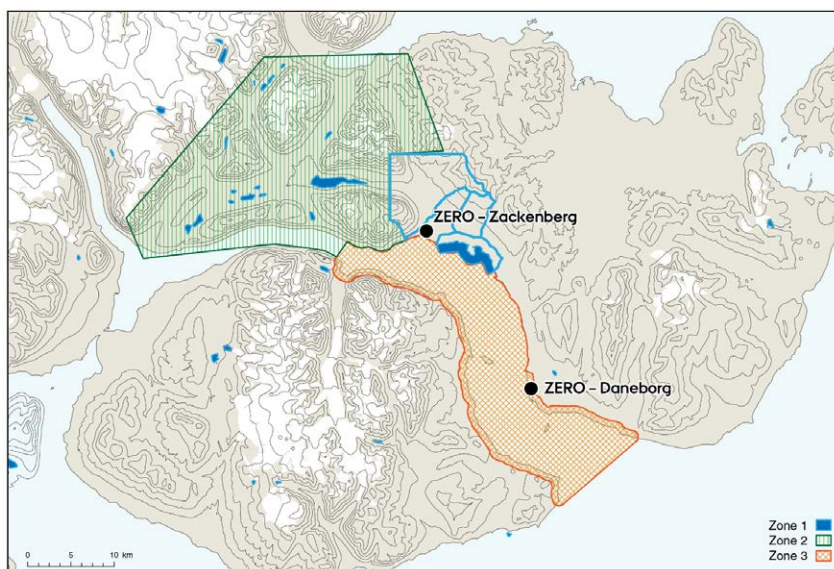 ZERO – Zackenberg
ZERO – Daneborg
Zone 1
Zone 2
Zone 3
0 5 10 km